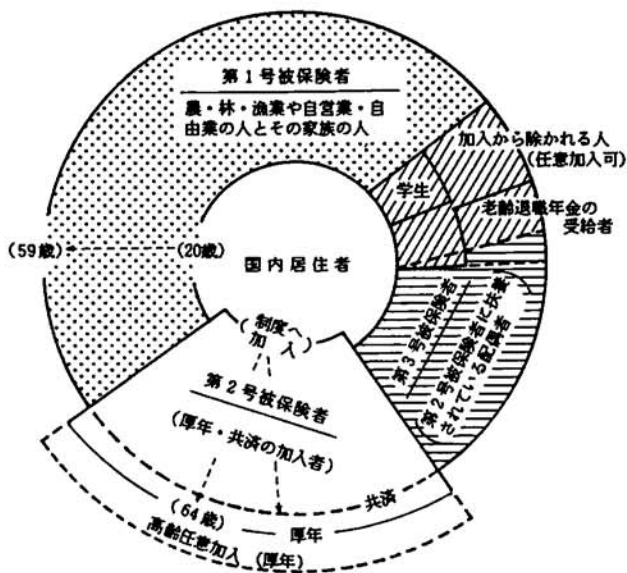 第1号被保険者
農・林・漁業や自営業・自
由業の人とその家族の人
加入から除かれる人
(任意加入可)
学生
老齢退職年金の
受給者
(59歳)
(20歳)
国内居住者
(制度へ
加入)
第3号被保険者
(第2号被保険者に扶養
されている配偶者)
第2号被保険者
(厚年・共済の加入者)
共済
(64歳)
厚年
高齢任意加入(厚年)